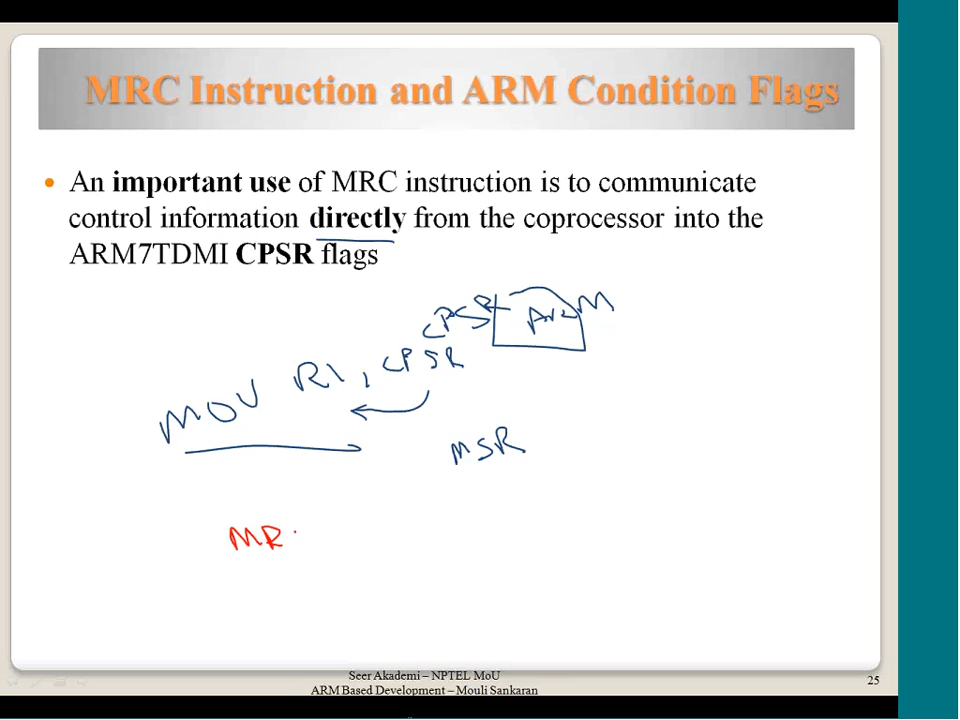 MRC Instruction and ARM Condition Flags
An important use of MRC instruction is to communicate
control information directly from the coprocessor into the
ARM7TDMI CPSR flags
CPSR ARM
MOV R1, CPSR
MSR
MR
Seer Akademi – NPTEL MoU
ARM Based Development – Mouli Sankaran
25